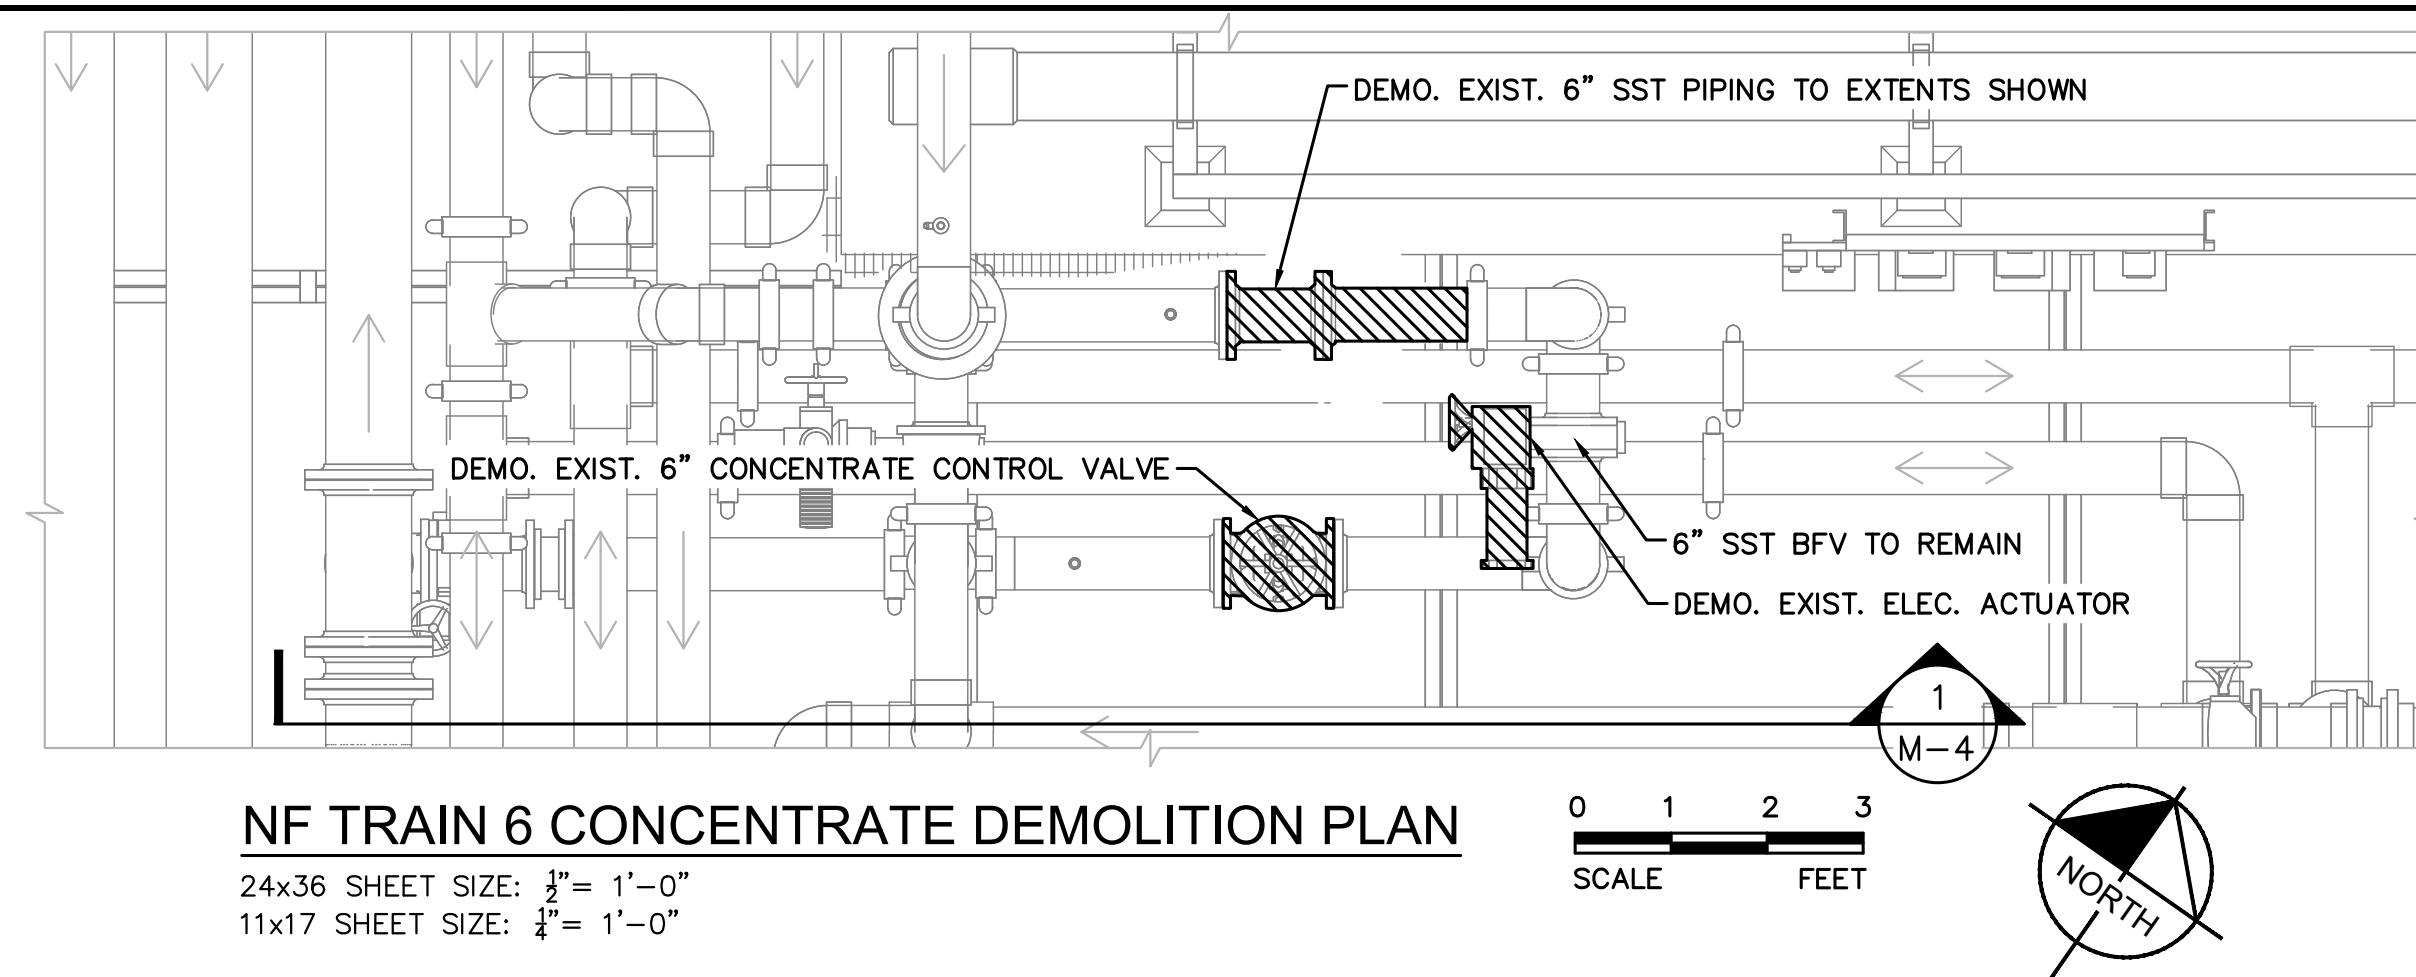 DEMO. EXIST. 6" SST PIPING TO EXTENTS SHOWN
DEMO. EXIST. 6" CONCENTRATE CONTROL VALVE
6" SST BFV TO REMAIN
DEMO. EXIST. ELEC. ACTUATOR
1
M-4
NF TRAIN 6 CONCENTRATE DEMOLITION PLAN
24x36 SHEET SIZE: 1/2"= 1'-0"
11x17 SHEET SIZE: 1/4"= 1'-0"
0 1 2 3
SCALE FEET
NORTH